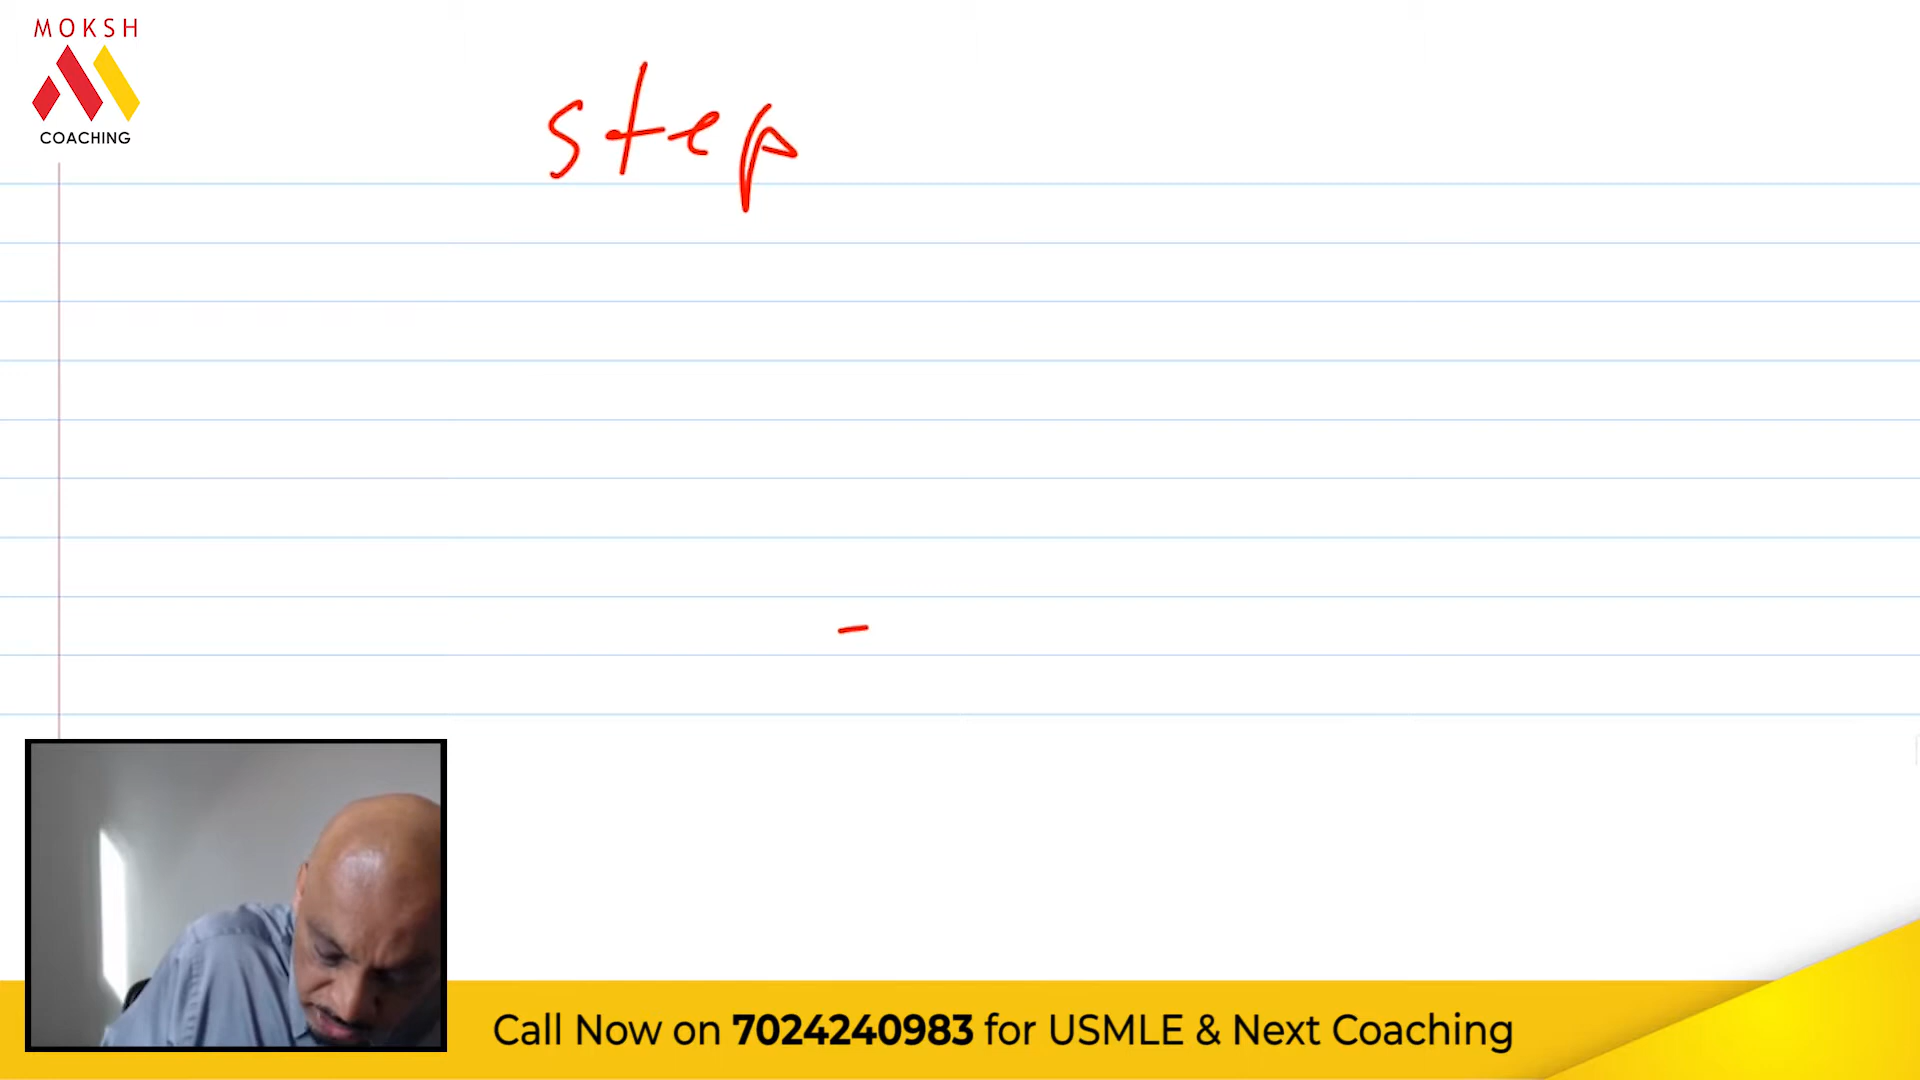 MOKSH
COACHING
step
-
Call Now on 7024240983 for USMLE & Next Coaching